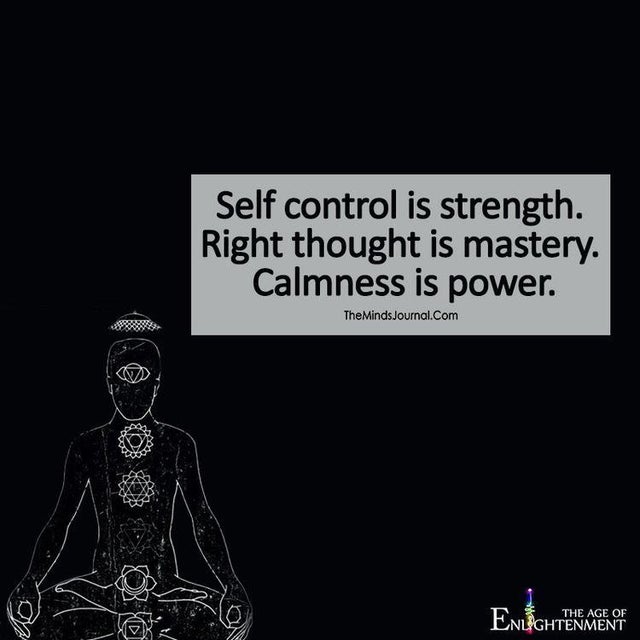 Self control is strength.
Right thought is mastery.
Calmness is power.
TheMindsJournal.Com
THE AGE OF
ENLIGHTENMENT